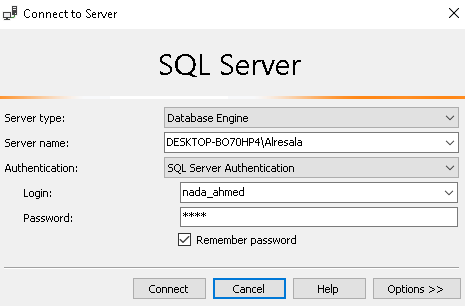 Connect to Server
SQL Server
Server type: Database Engine
Server name: DESKTOP-BO70HP4\Alresala
Authentication: SQL Server Authentication
Login: nada_ahmed
Password: ****
Remember password
Connect Cancel Help Options >>